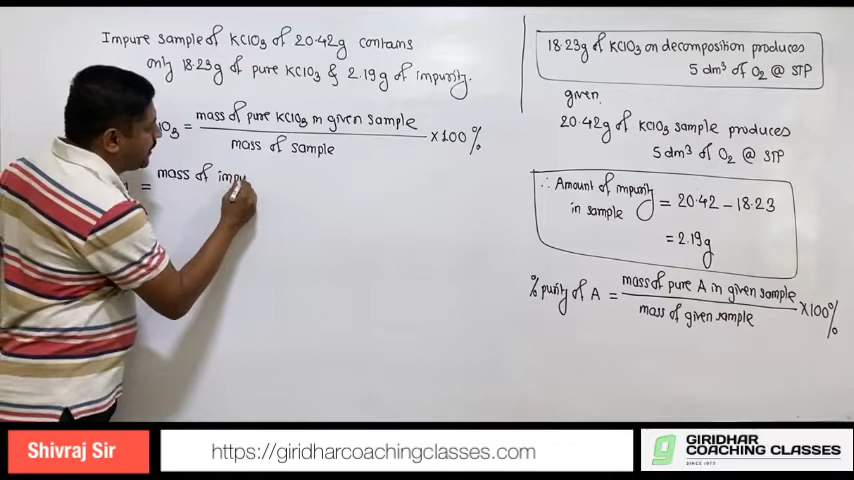 Impure sample of KClO3 of 20.42g contains
only 18.23g of pure KClO3 & 2.19g of impurity.
lO3 = mass of pure KClO3 in given sample / mass of sample × 100%
= mass of impu
18.23g of KClO3 on decomposition produces
5 dm³ of O2 @ STP
given.
20.42g of KClO3 sample produces
5 dm³ of O2 @ STP
∴ Amount of impurity in sample = 20.42 – 18.23
= 2.19g
% purity of A = mass of pure A in given sample / mass of given sample × 100%
Shivraj Sir
https://giridharcoachingclasses.com
GIRIDHAR
COACHING CLASSES
SINCE 1973